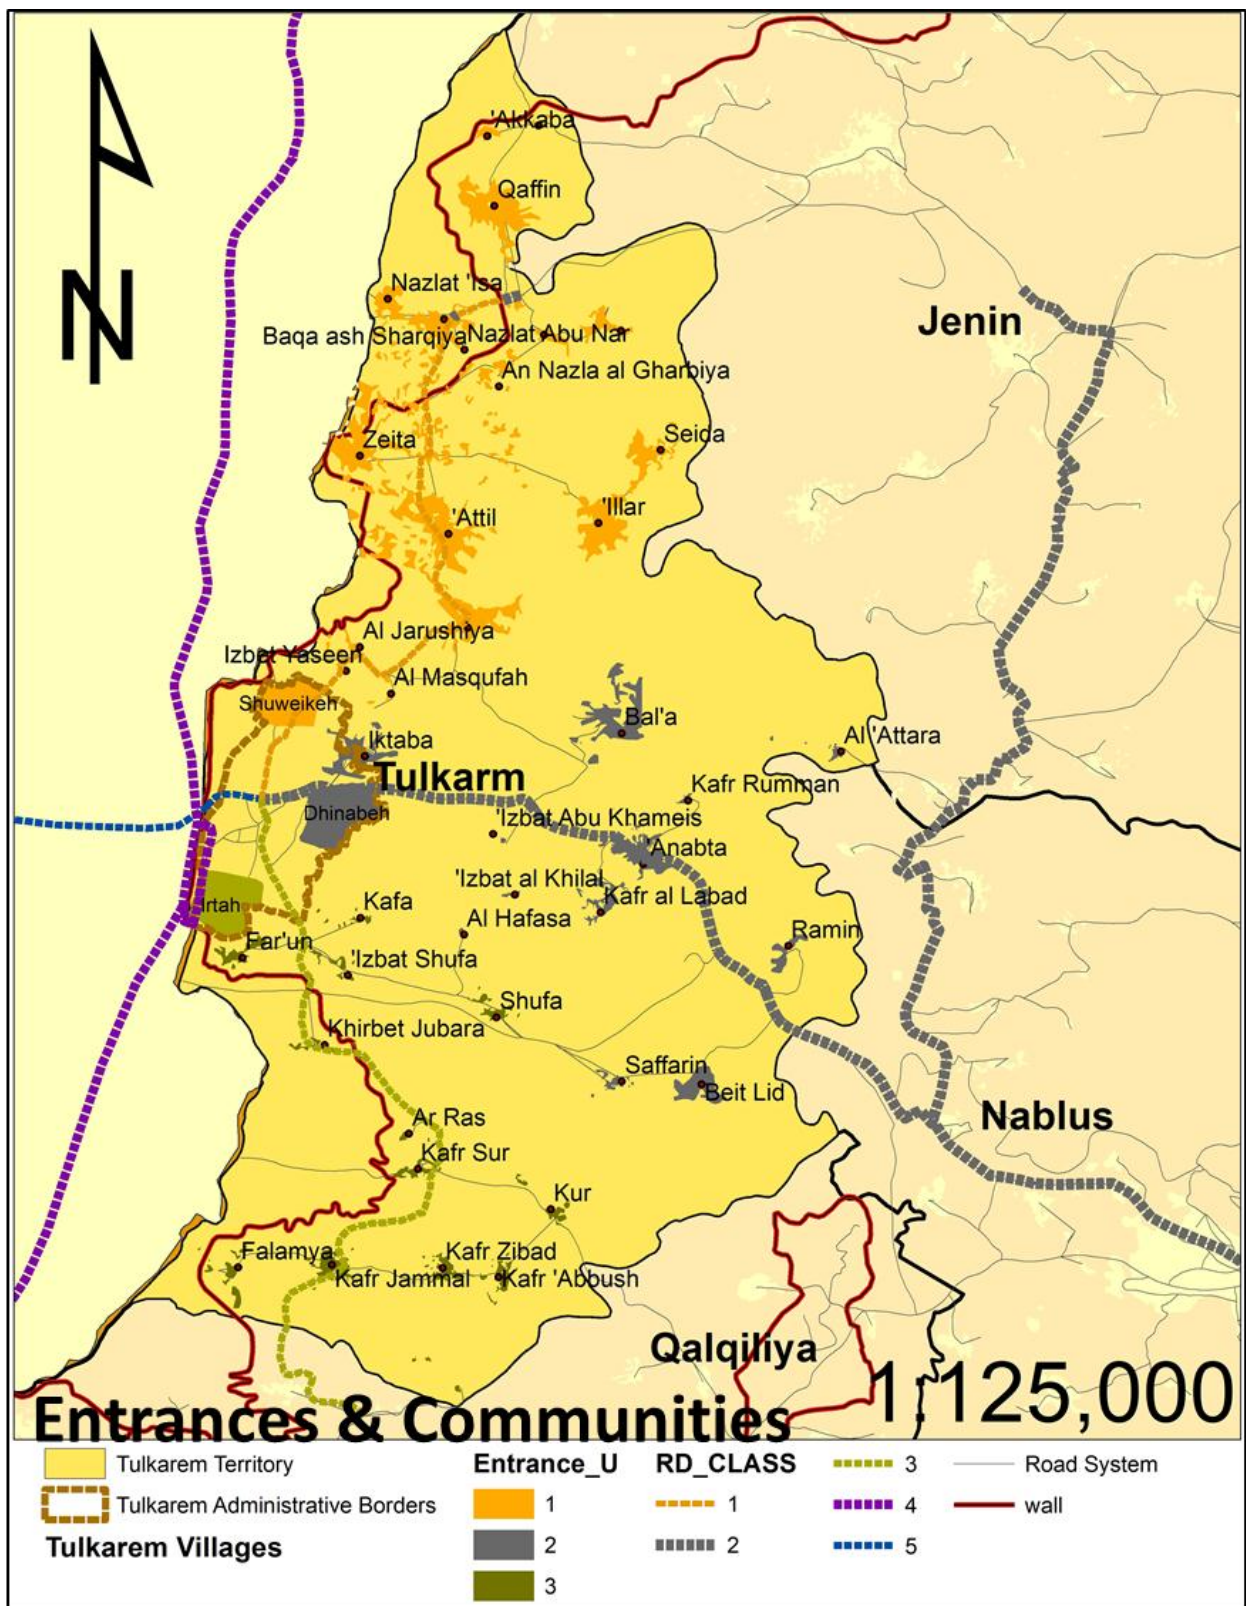 'Akkaba
Qaffin
Nazlat 'Isa
N
Jenin
Baqa ash Sharqiya
Nazlat Abu Nar
An Nazla al Gharbiya
Zeita
Seida
'Attil
'Illar
Al Jarushiya
Izbet Yaseen
Al Masqufah
Shuweikeh
Bal'a
Iktaba
Al 'Attara
Tulkarm
Kafr Rumman
Dhinabeh
'Izbat Abu Khameis
Anabta
'Izbat al Khilal
Irtah
Kafa
Kafr al Labad
Al Hafasa
Ramin
Far'un
'Izbat Shufa
Shufa
Khirbet Jubara
Saffarin
Beit Lid
Nablus
Ar Ras
Kafr Sur
Kur
Falamya
Kafr Zibad
Kafr Jammal
Kafr 'Abbush
Qalqiliya
1:125,000
Entrances & Communities
Tulkarem Territory
Tulkarem Administrative Borders
Tulkarem Villages
Entrance_U
1
2
3
RD_CLASS
1
2
3
4
5
Road System
wall